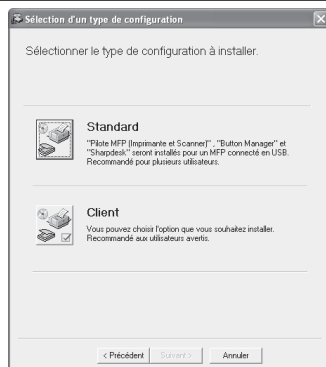 Sélection d'un type de configuration
Sélectionner le type de configuration à installer.
Standard
"Pilote MFP (Imprimante et Scanner)" , "Button Manager" et
"Sharpdesk" seront installés pour un MFP connecté en USB.
Recommandé pour plusieurs utilisateurs.
Client
Vous pouvez choisir l'option que vous souhaitez installer.
Recommandé aux utilisateurs avertis.
< Précédent
Suivant >
Annuler